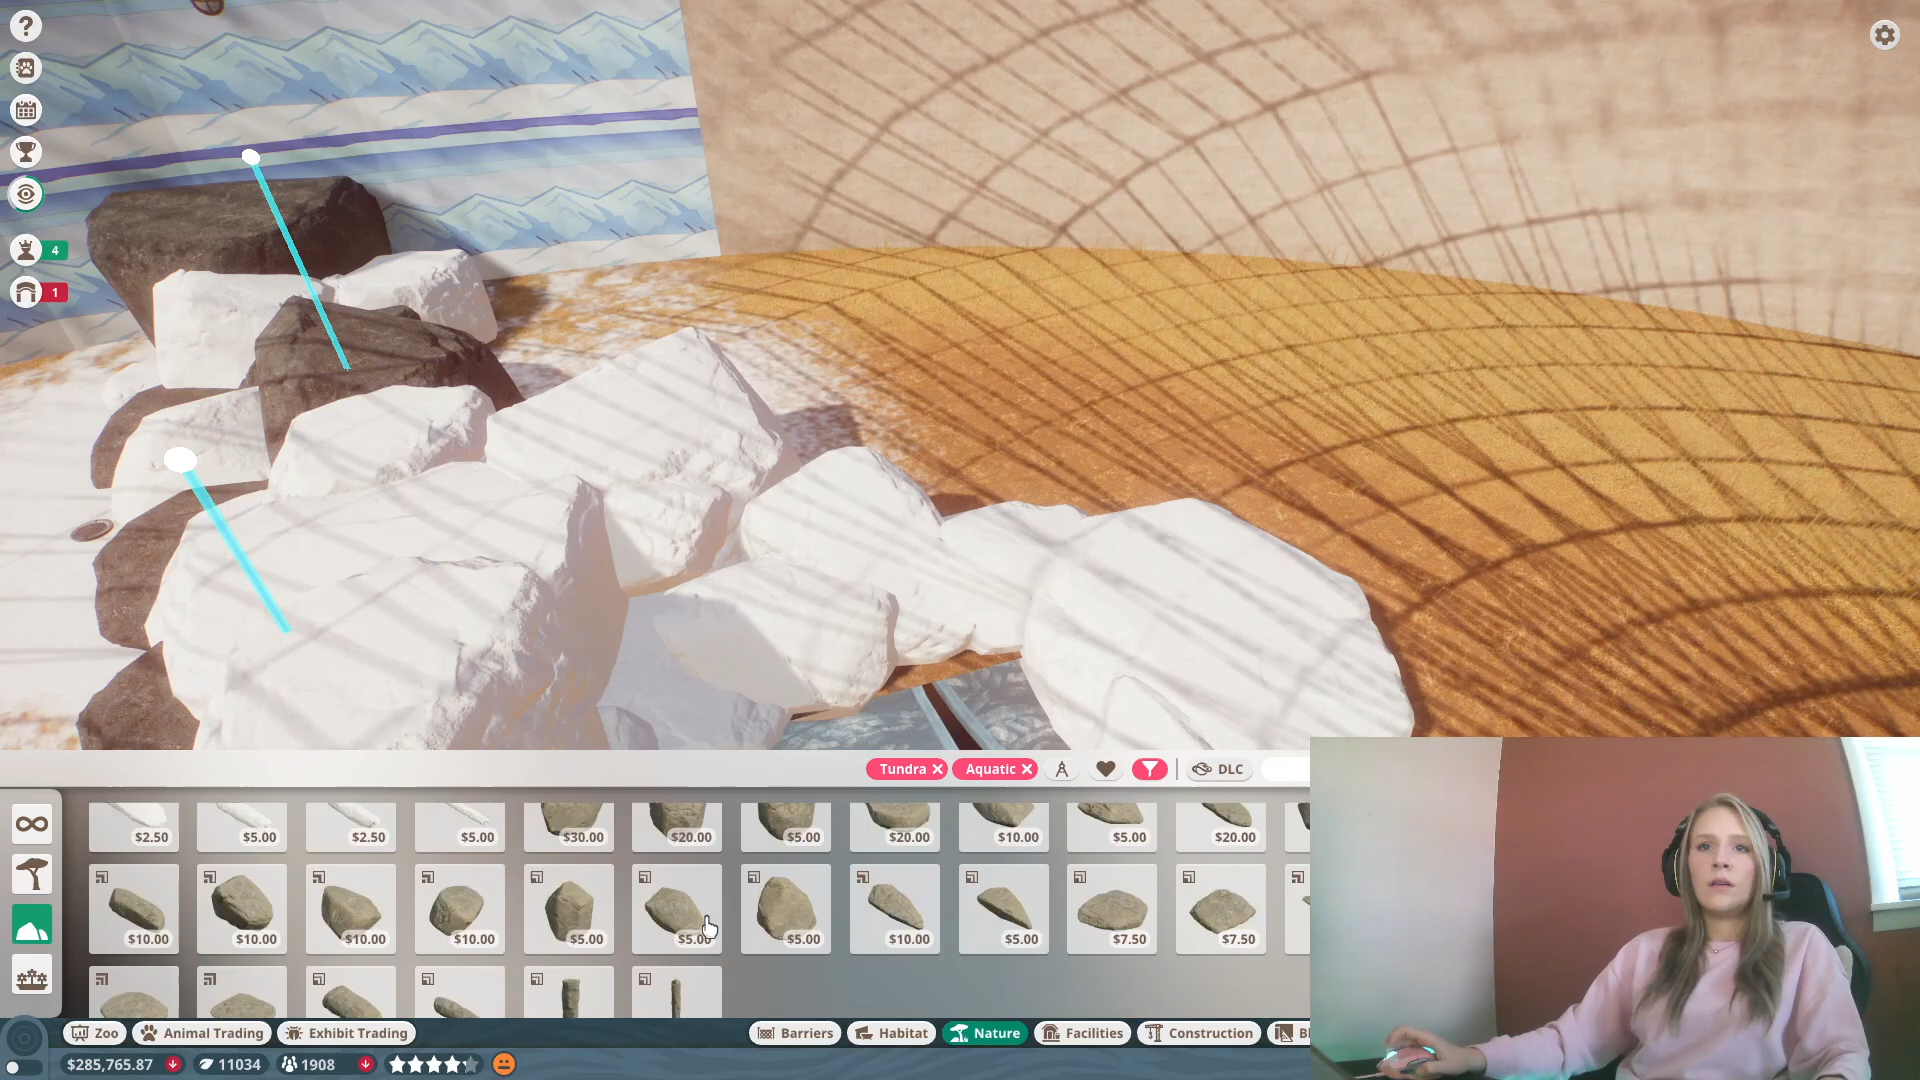 ?
4
1
Tundra ✕ Aquatic ✕ DLC
$2.50 $5.00 $2.50 $5.00 $30.00 $20.00 $5.00 $20.00 $10.00 $5.00 $20.00
$10.00 $10.00 $10.00 $10.00 $5.00 $5.00 $5.00 $10.00 $5.00 $7.50 $7.50
Zoo Animal Trading Exhibit Trading Barriers Habitat Nature Facilities Construction
$285,765.87 11034 1908